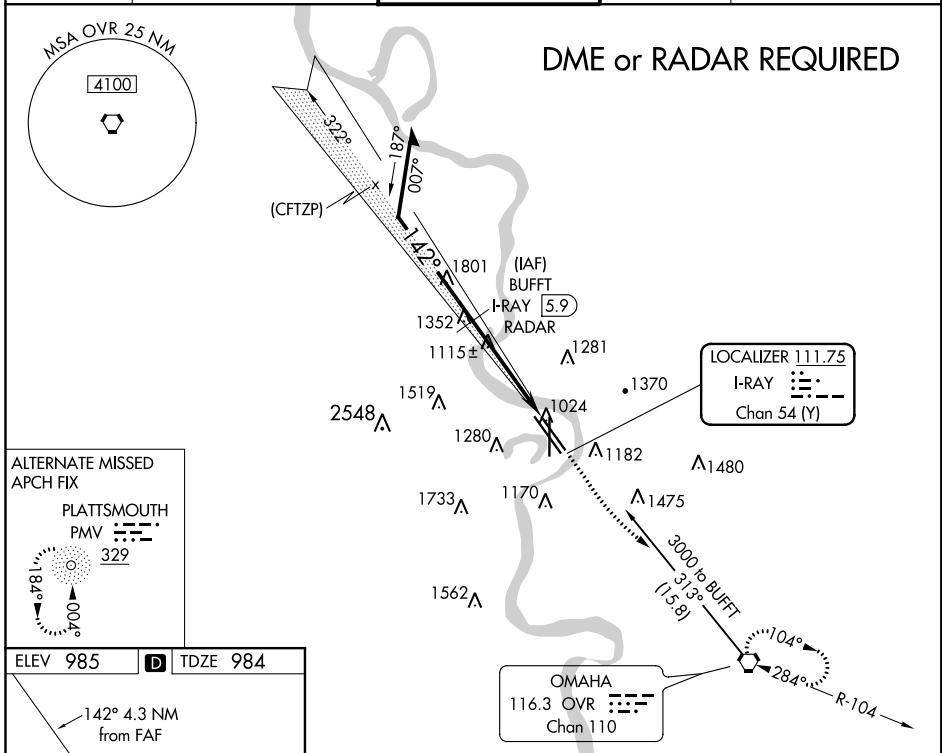 MSA OVR 25 NM
4100
DME or RADAR REQUIRED
322°
187°
007°
(CFTZP)
142°
1801
(IAF)
BUFFT
I-RAY 5.9
RADAR
1352
1115±
1281
LOCALIZER 111.75
I-RAY
Chan 54 (Y)
1370
1519
1024
2548
1280
1182
1480
ALTERNATE MISSED
APCH FIX
PLATTSMOUTH
PMV
329
184°
004°
1733
1170
1475
3000 to BUFFT
313°
(15.8)
1562
104°
284°
R-104
OMAHA
116.3 OVR
Chan 110
ELEV 985 D TDZE 984
142° 4.3 NM
from FAF